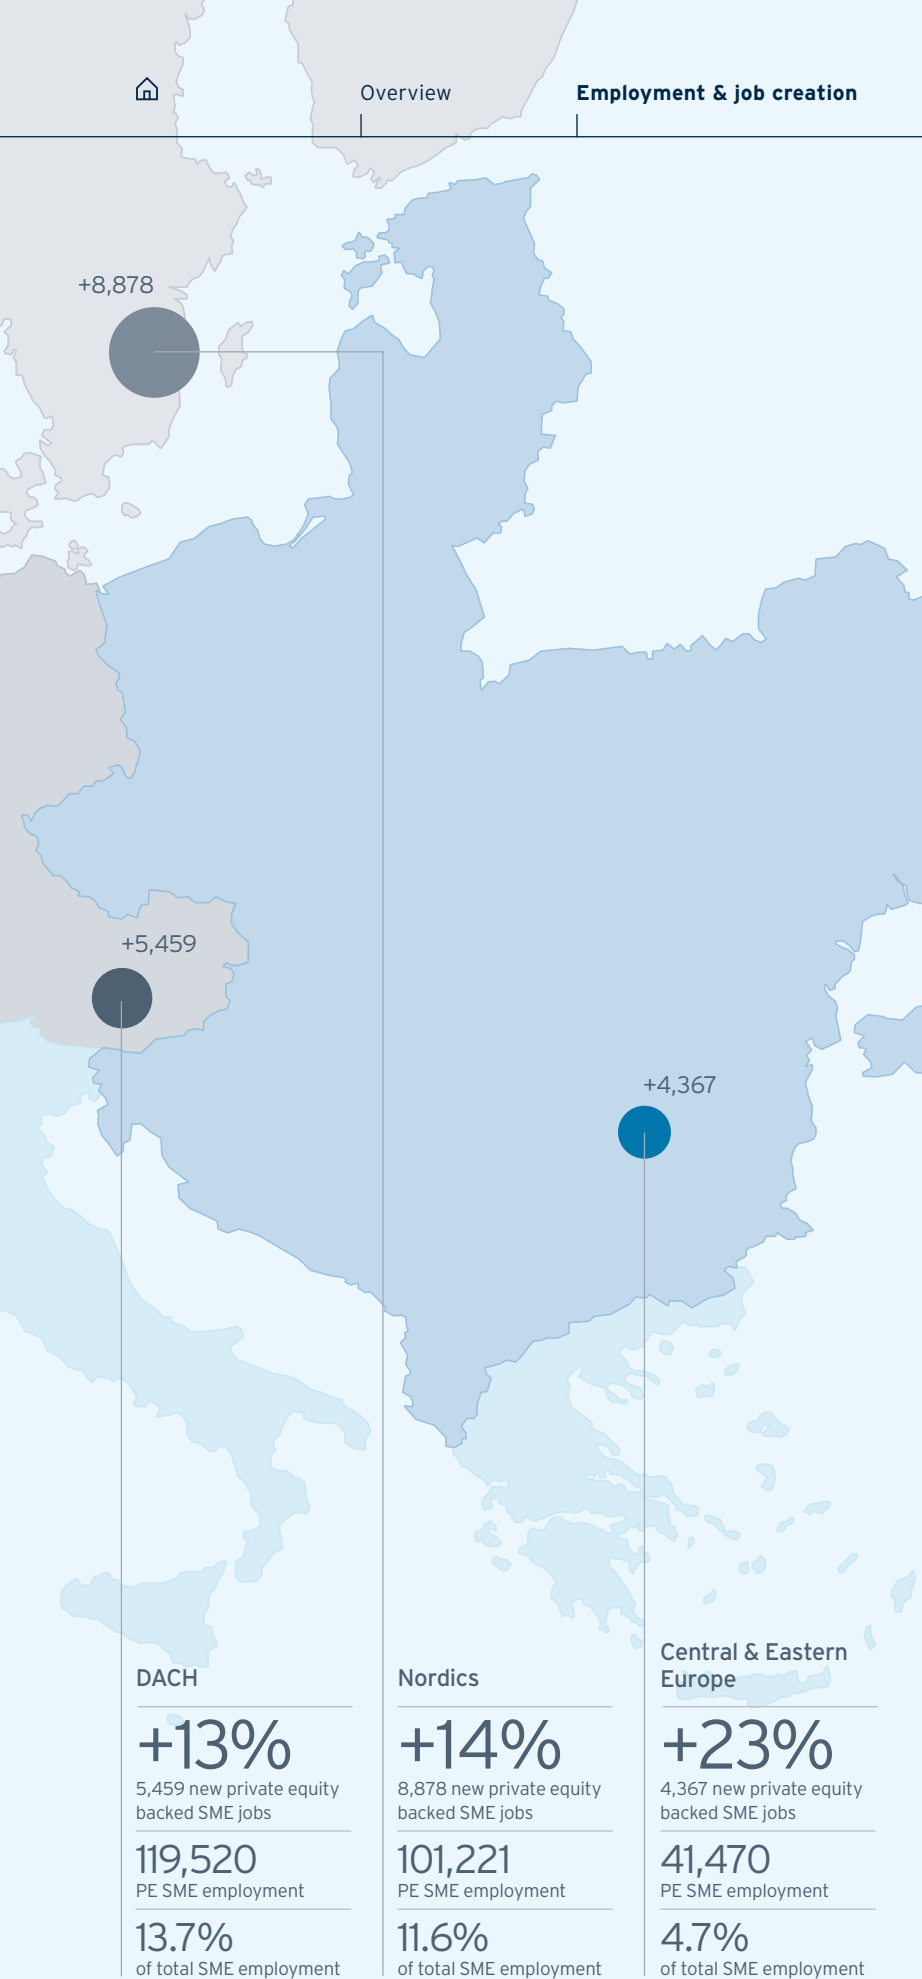 Overview
Employment & job creation
+8,878
+5,459
+4,367
DACH
+13%
5,459 new private equity
backed SME jobs
119,520
PE SME employment
13.7%
of total SME employment
Nordics
+14%
8,878 new private equity
backed SME jobs
101,221
PE SME employment
11.6%
of total SME employment
Central & Eastern
Europe
+23%
4,367 new private equity
backed SME jobs
41,470
PE SME employment
4.7%
of total SME employment